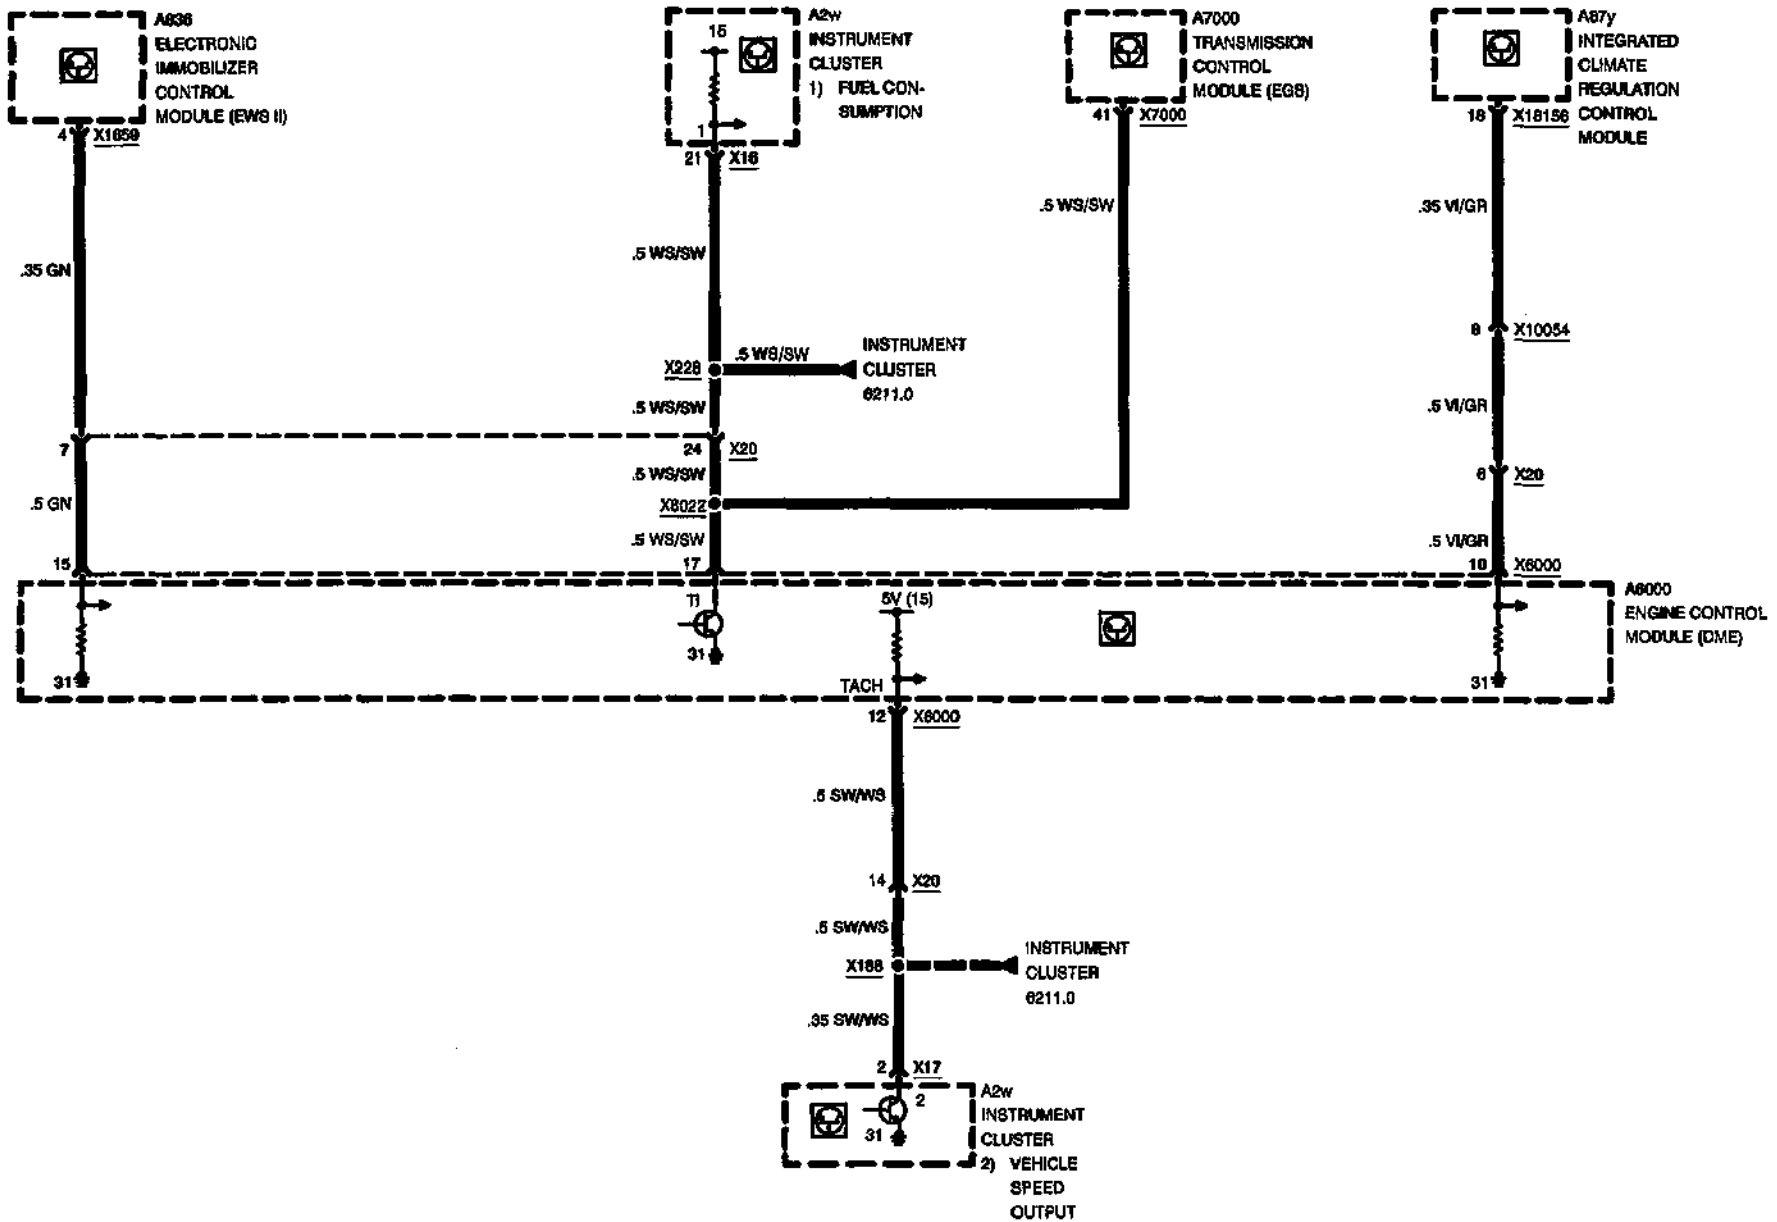 A836
ELECTRONIC
IMMOBILIZER
CONTROL
MODULE (EWS II)
4 X1659
.35 GN
7
.5 GN
15
15
A2w
INSTRUMENT
CLUSTER
1) FUEL CON-
SUMPTION
1
21 X16
.5 WS/SW
X228
.5 WS/SW
INSTRUMENT
CLUSTER
6211.0
.5 WS/SW
24 X20
.5 WS/SW
X8022
.5 WS/SW
17
A7000
TRANSMISSION
CONTROL
MODULE (EGS)
41 X7000
.5 WS/SW
A87y
INTEGRATED
CLIMATE
REGULATION
CONTROL
MODULE
18 X18156
.35 VI/GR
8 X10054
.5 VI/GR
6 X20
.5 VI/GR
10 X6000
A6000
ENGINE CONTROL
MODULE (DME)
31
TI
31
5V (15)
TACH
31
12 X6000
.5 SW/WS
14 X20
.5 SW/WS
X188
INSTRUMENT
CLUSTER
6211.0
.35 SW/WS
2 X17
2
31
A2w
INSTRUMENT
CLUSTER
2) VEHICLE
SPEED
OUTPUT